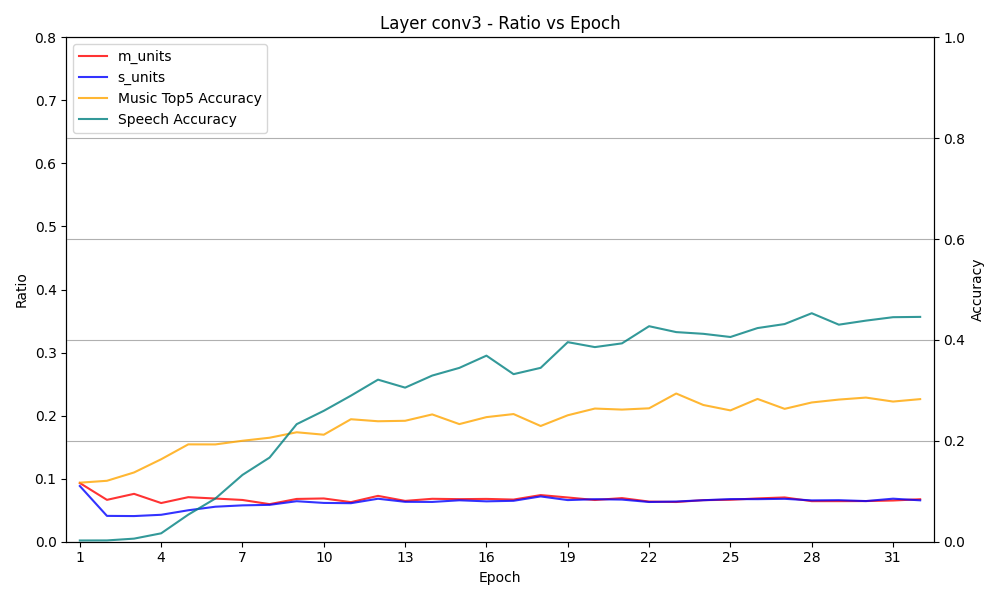 Layer conv3 - Ratio vs Epoch
m_units
s_units
Music Top5 Accuracy
Speech Accuracy
Ratio
0.8
0.7
0.6
0.5
0.4
0.3
0.2
0.1
0.0
Accuracy
1.0
0.8
0.6
0.4
0.2
0.0
1 4 7 10 13 16 19 22 25 28 31
Epoch